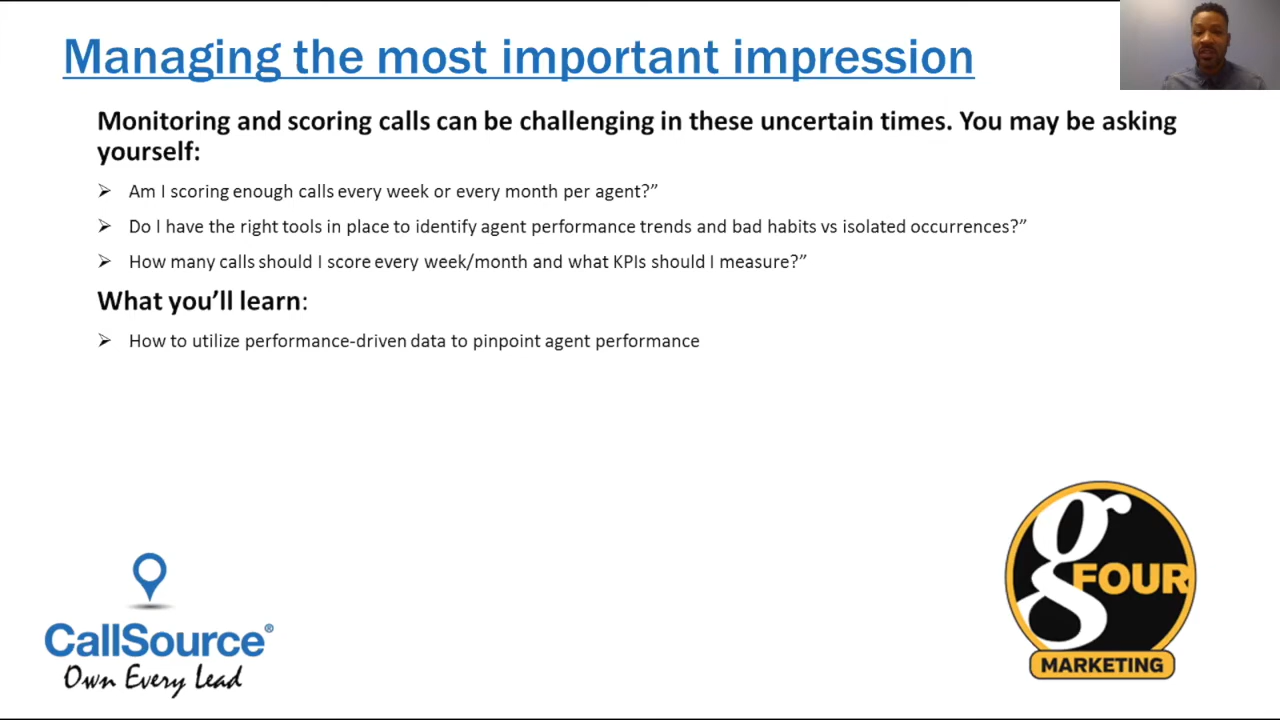 Managing the most important impression
Monitoring and scoring calls can be challenging in these uncertain times. You may be asking
yourself:
Am I scoring enough calls every week or every month per agent?”
Do I have the right tools in place to identify agent performance trends and bad habits vs isolated occurrences?”
How many calls should I score every week/month and what KPIs should I measure?”
What you’ll learn:
How to utilize performance-driven data to pinpoint agent performance
CallSource®
Own Every Lead
g FOUR
MARKETING